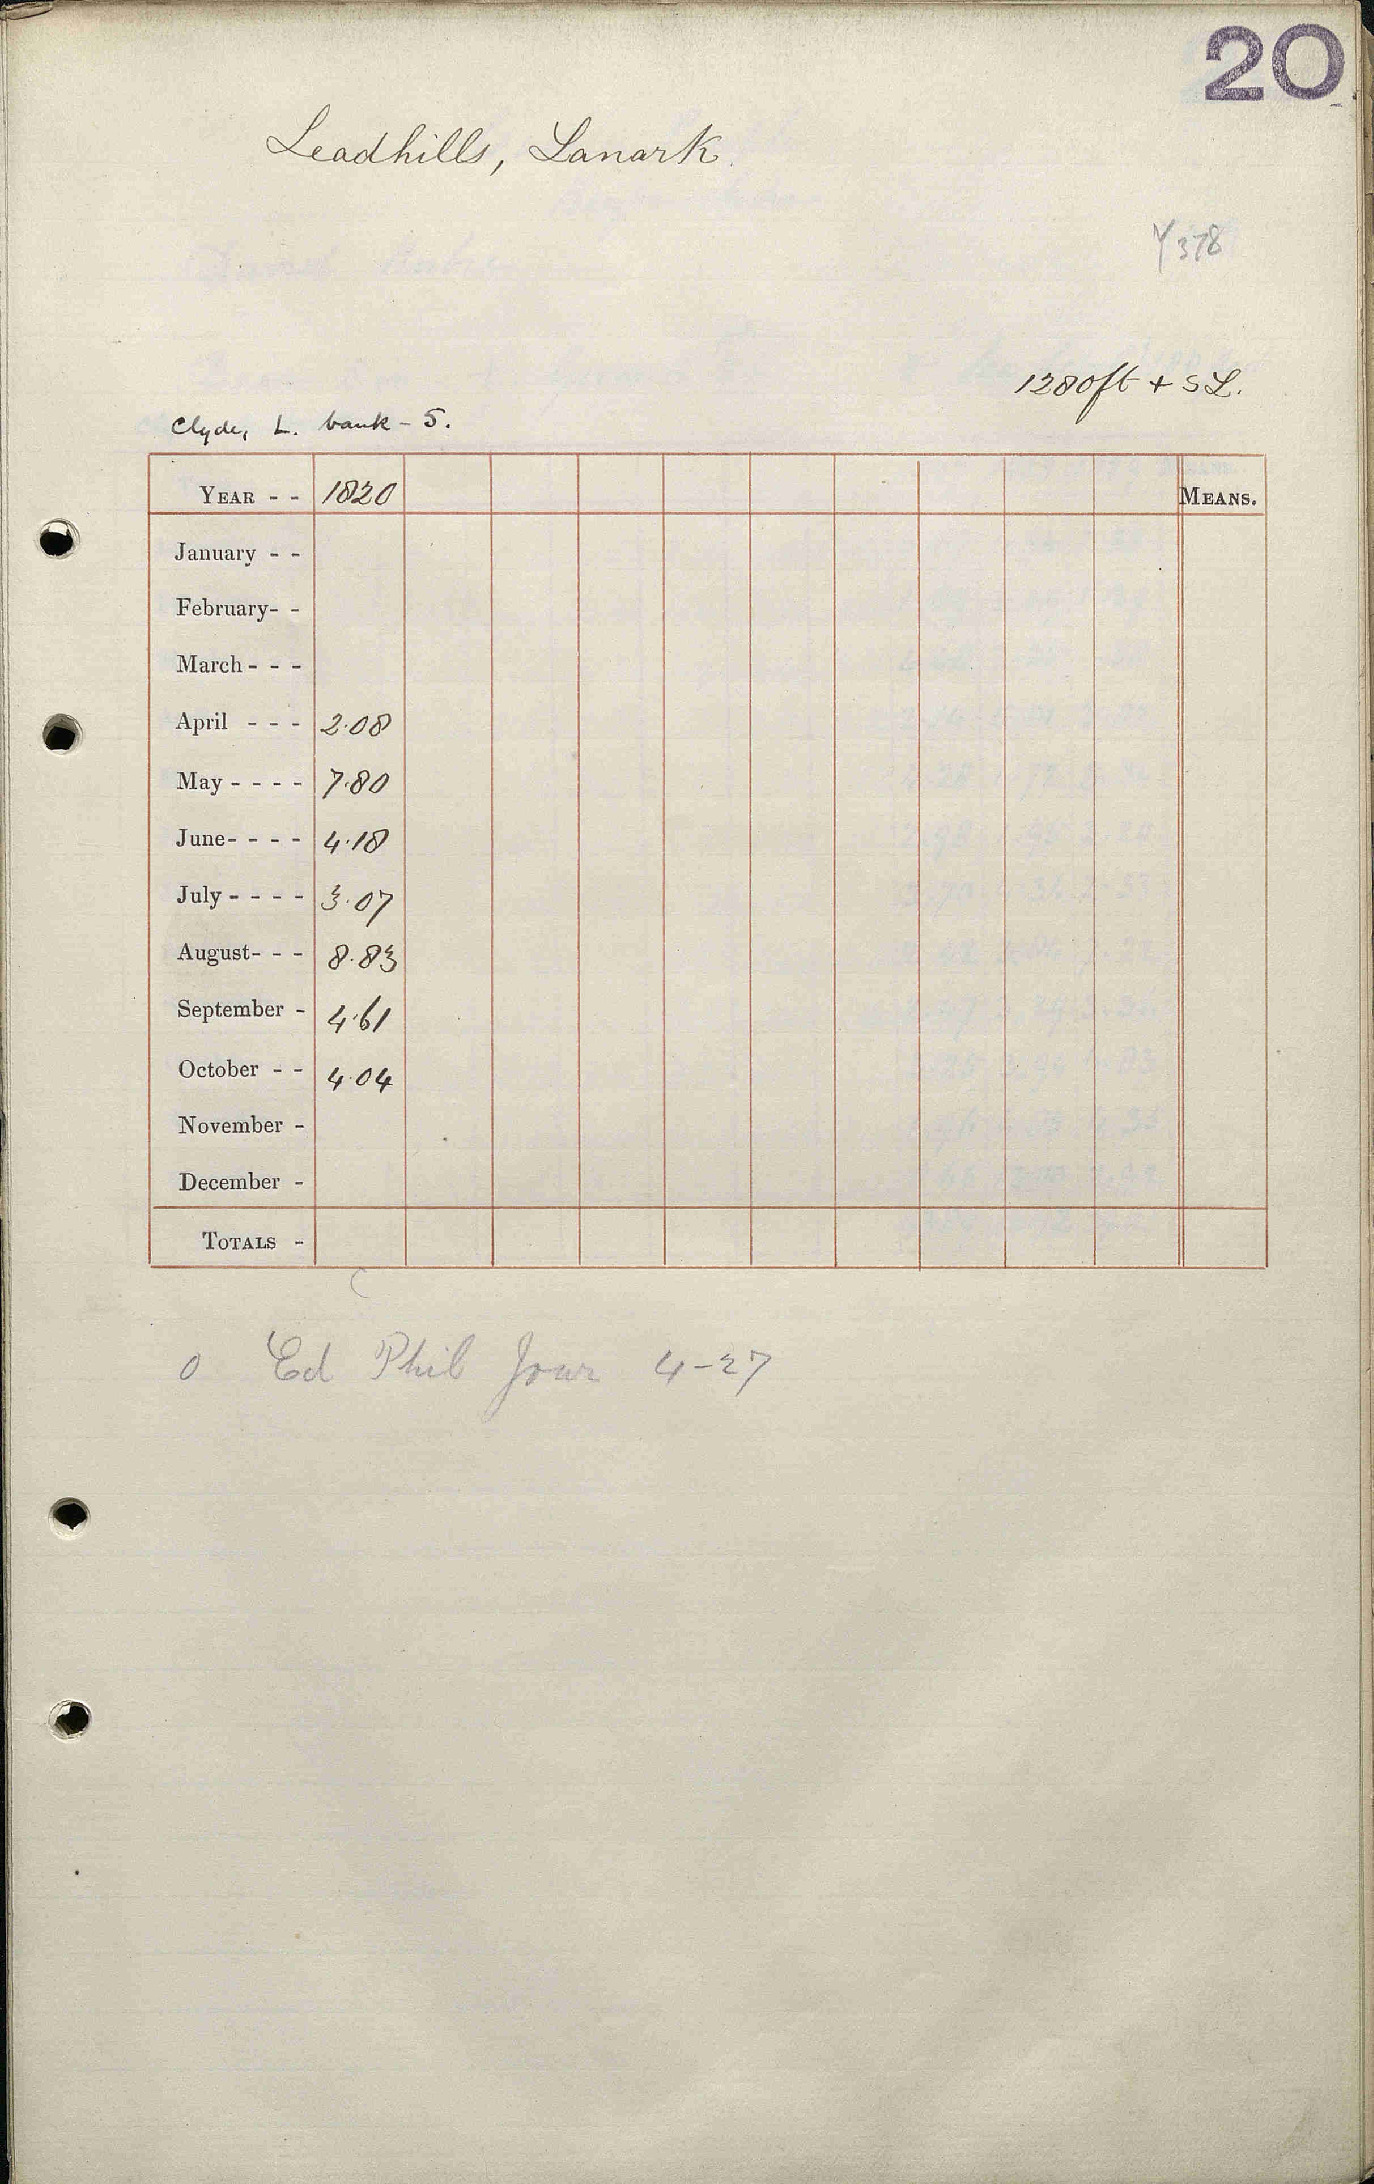 20
Leadhills, Lanark.
Y 378
1280ft + SL.
Clyde, L. bank - 5.
YEAR - - 1820 MEANS.
January - -
February- -
March - - -
April - - - 2.08
May - - - - 7.80
June- - - - 4.18
July - - - - 3.07
August- - - 8.83
September - 4.61
October - - 4.04
November -
December -
TOTALS -
0 Ed Phil Jour 4-27